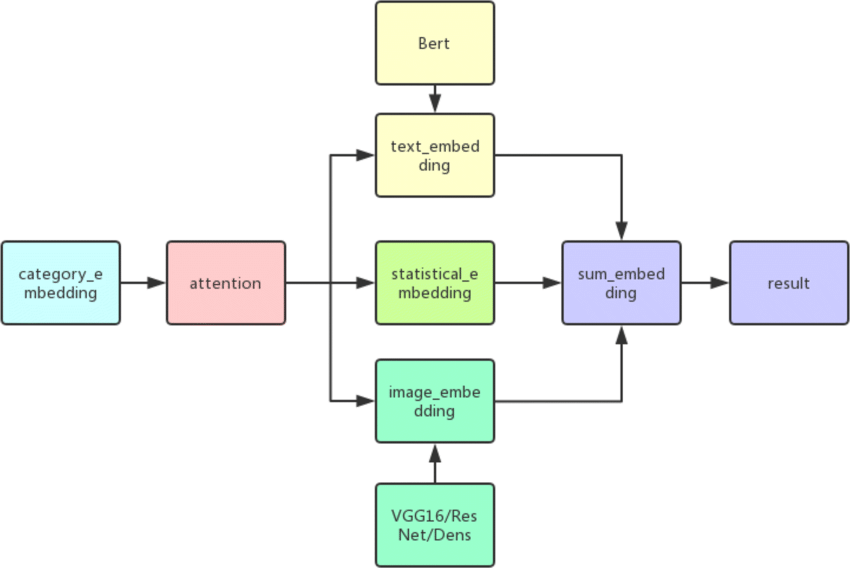 Bert
text_embed
ding
category_e
mbedding
attention
statistical_e
mbedding
sum_embed
ding
result
image_embe
dding
VGG16/Res
Net/Dens